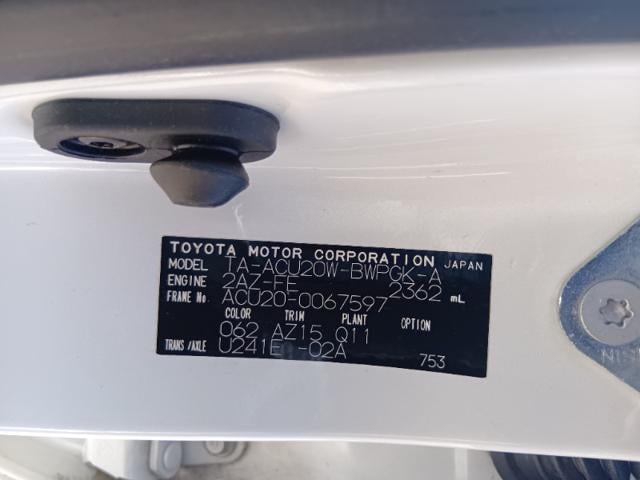 TOYOTA MOTOR CORPORATION JAPAN
MODEL TA-ACU20W-BWPGK-A
ENGINE 2AZ-FE 2362 mL
FRAME No. ACU20-0067597
COLOR TRIM PLANT OPTION
062 AZ15 Q11
TRANS/AXLE U241E -02A 753